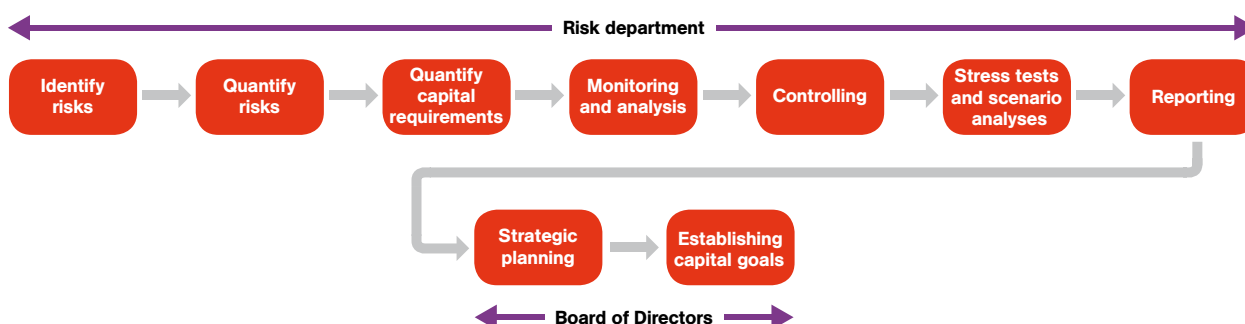 Risk department
Identify
risks
Quantify
risks
Quantify
capital
requirements
Monitoring
and analysis
Controlling
Stress tests
and scenario
analyses
Reporting
Strategic
planning
Establishing
capital goals
Board of Directors